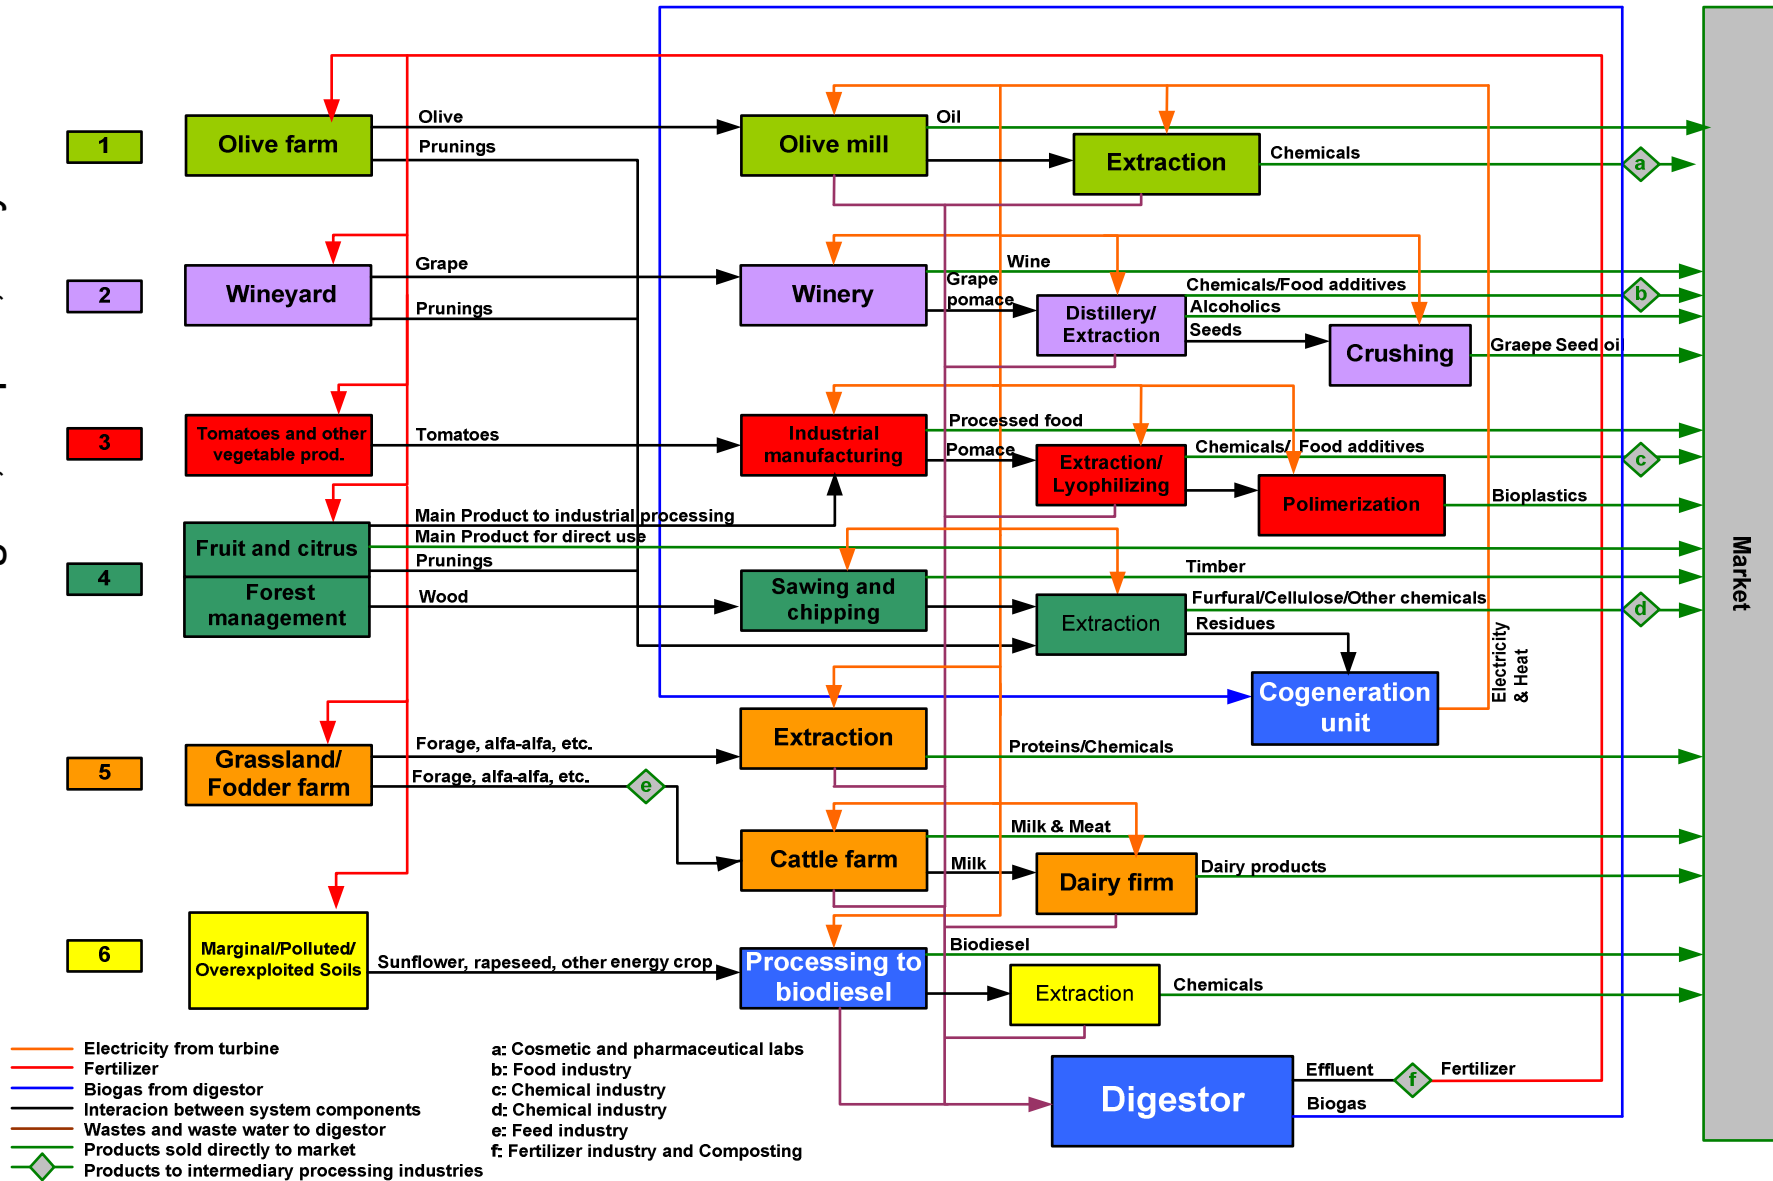 1
Olive farm
Olive
Prunings
Olive mill
Oil
Extraction
Chemicals
a
2
Wineyard
Grape
Prunings
Winery
Wine
Grape
pomace
Distillery/
Extraction
Chemicals/Food additives
Alcoholics
Seeds
b
Crushing
Graepe Seed oil
3
Tomatoes and other
vegetable prod.
Tomatoes
Industrial
manufacturing
Processed food
Pomace
Extraction/
Lyophilizing
Chemicals/ Food additives
c
Polimerization
Bioplastics
4
Fruit and citrus
Main Product to industrial processing
Main Product for direct use
Prunings
Forest
management
Wood
Sawing and
chipping
Timber
Extraction
Furfural/Cellulose/Other chemicals
Residues
d
Cogeneration
unit
Electricity
& Heat
Market
5
Grassland/
Fodder farm
Forage, alfa-alfa, etc.
Forage, alfa-alfa, etc.
e
Extraction
Proteins/Chemicals
Cattle farm
Milk & Meat
Milk
Dairy firm
Dairy products
6
Marginal/Polluted/
Overexploited Soils
Sunflower, rapeseed, other energy crop
Processing to
biodiesel
Biodiesel
Extraction
Chemicals
Digestor
Effluent
f
Fertilizer
Biogas
Electricity from turbine
Fertilizer
Biogas from digestor
Interacion between system components
Wastes and waste water to digestor
Products sold directly to market
Products to intermediary processing industries
a: Cosmetic and pharmaceutical labs
b: Food industry
c: Chemical industry
d: Chemical industry
e: Feed industry
f: Fertilizer industry and Composting